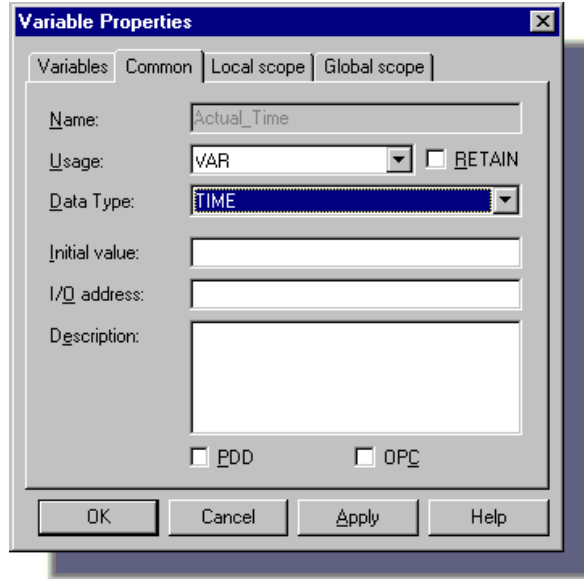 Variable Properties
Variables Common Local scope Global scope
Name: Actual_Time
Usage: VAR RETAIN
Data Type: TIME
Initial value:
I/O address:
Description:
PDD OPC
OK Cancel Apply Help